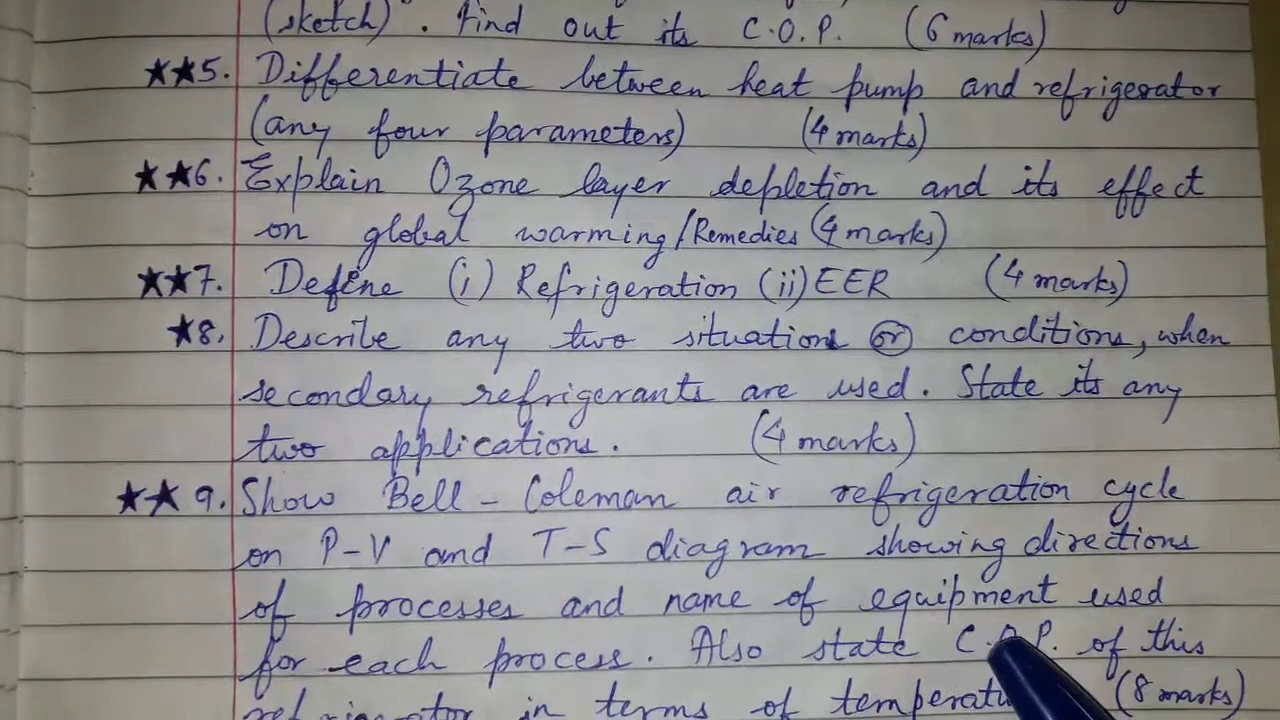 (sketch). Find out its C.O.P. (6 marks)
★★5. Differentiate between heat pump and refrigerator
(any four parameters) (4 marks)
★★6. Explain Ozone layer depletion and its effect
on global warming/Remedies (4 marks)
★★7. Define (i) Refrigeration (ii) EER (4 marks)
★8. Describe any two situations or conditions, when
secondary refrigerants are used. State its any
two applications. (4 marks)
★★9. Show Bell-Coleman air refrigeration cycle
on P-V and T-S diagram showing directions
of processes and name of equipment used
for each process. Also state C.O.P. of this
in terms of (8 marks)